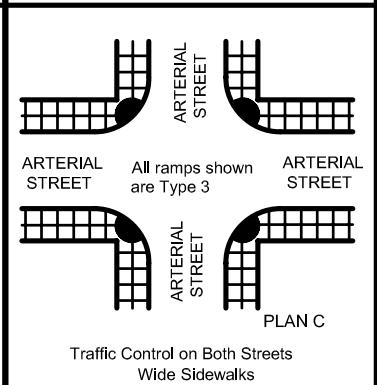 ARTERIAL
STREET
ARTERIAL
STREET
All ramps shown
are Type 3
ARTERIAL
STREET
ARTERIAL
STREET
PLAN C
Traffic Control on Both Streets
Wide Sidewalks